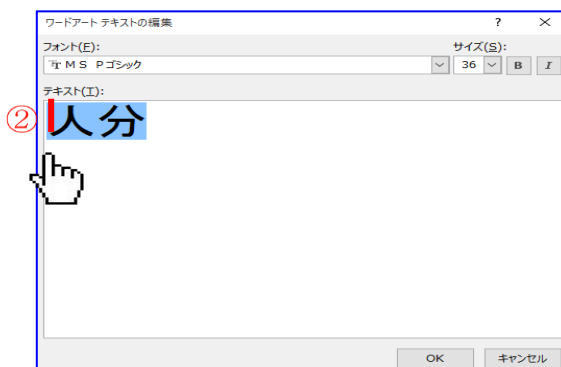 ワードアート テキストの編集 ? ×
フォント(F): サイズ(S):
MS Pゴシック 36 B I
テキスト(T):
② 人分
OK キャンセル